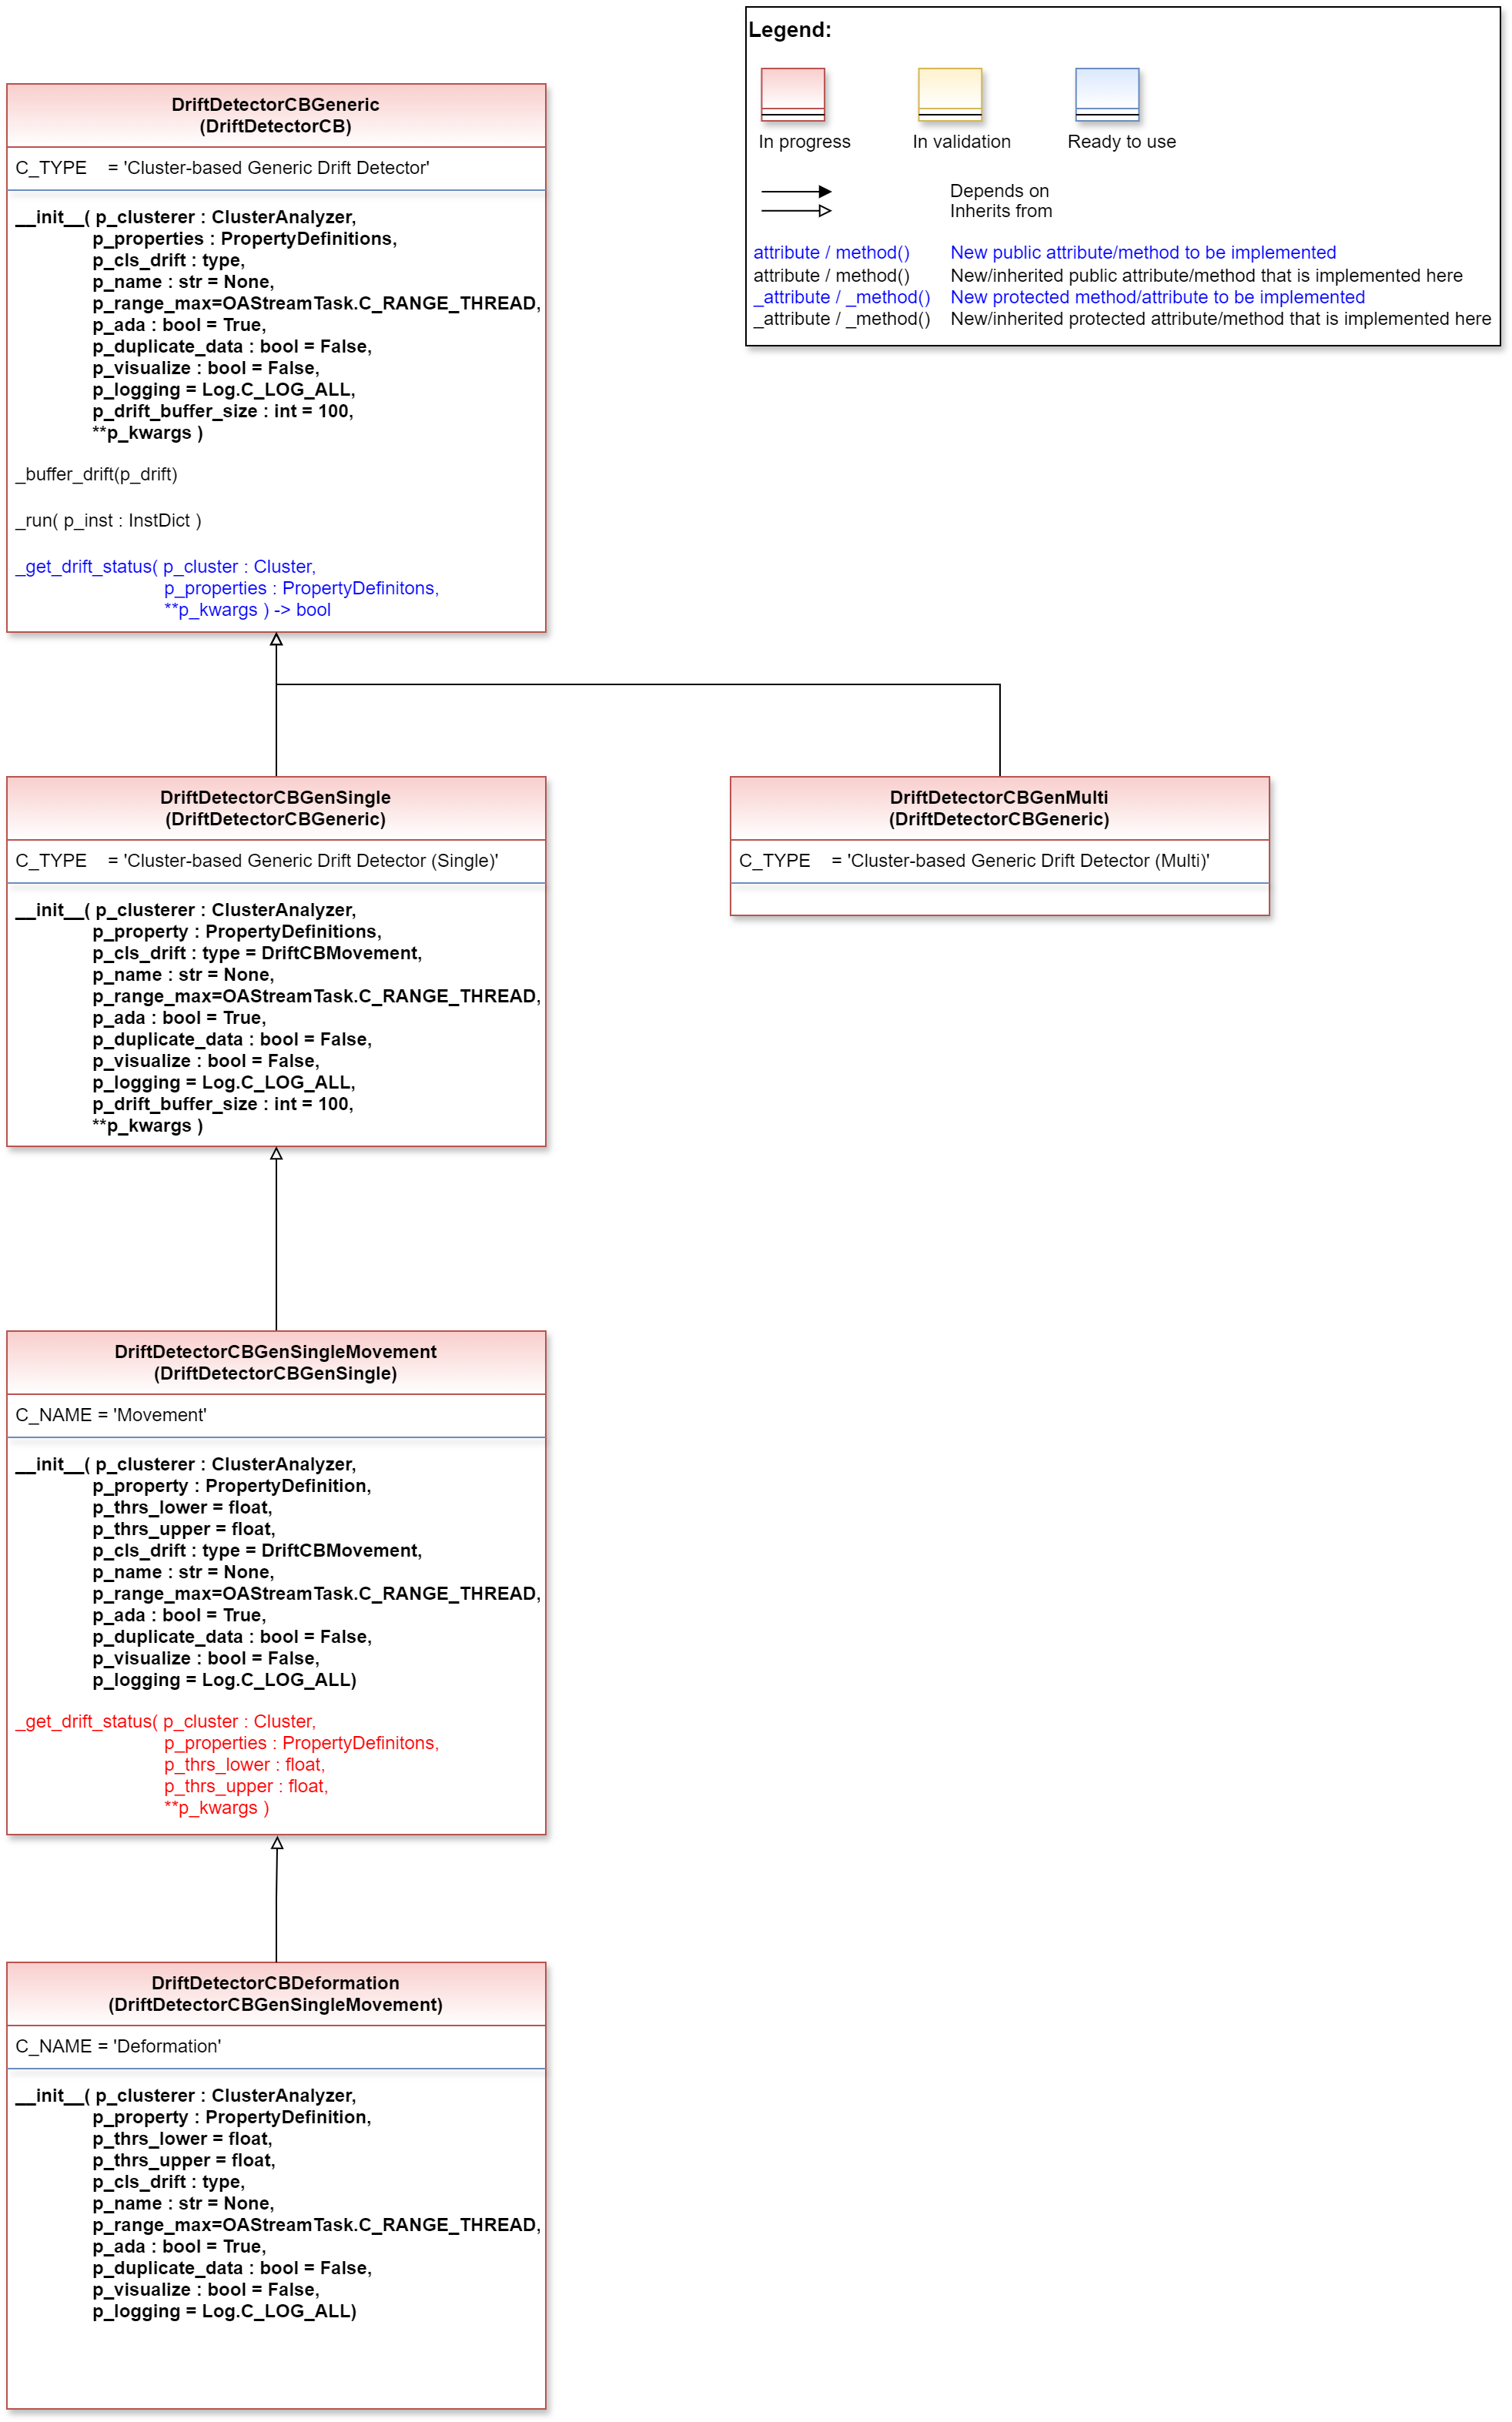 Legend:
In progress
In validation
Ready to use
Depends on
Inherits from
attribute / method() New public attribute/method to be implemented
attribute / method() New/inherited public attribute/method that is implemented here
_attribute / _method() New protected method/attribute to be implemented
_attribute / _method() New/inherited protected attribute/method that is implemented here
DriftDetectorCBGeneric
(DriftDetectorCB)
C_TYPE = 'Cluster-based Generic Drift Detector'
__init__( p_clusterer : ClusterAnalyzer,
p_properties : PropertyDefinitions,
p_cls_drift : type,
p_name : str = None,
p_range_max=OAStreamTask.C_RANGE_THREAD,
p_ada : bool = True,
p_duplicate_data : bool = False,
p_visualize : bool = False,
p_logging = Log.C_LOG_ALL,
p_drift_buffer_size : int = 100,
**p_kwargs )
_buffer_drift(p_drift)
_run( p_inst : InstDict )
_get_drift_status( p_cluster : Cluster,
p_properties : PropertyDefinitons,
**p_kwargs ) -> bool
DriftDetectorCBGenSingle
(DriftDetectorCBGeneric)
C_TYPE = 'Cluster-based Generic Drift Detector (Single)'
__init__( p_clusterer : ClusterAnalyzer,
p_property : PropertyDefinitions,
p_cls_drift : type = DriftCBMovement,
p_name : str = None,
p_range_max=OAStreamTask.C_RANGE_THREAD,
p_ada : bool = True,
p_duplicate_data : bool = False,
p_visualize : bool = False,
p_logging = Log.C_LOG_ALL,
p_drift_buffer_size : int = 100,
**p_kwargs )
DriftDetectorCBGenMulti
(DriftDetectorCBGeneric)
C_TYPE = 'Cluster-based Generic Drift Detector (Multi)'
DriftDetectorCBGenSingleMovement
(DriftDetectorCBGenSingle)
C_NAME = 'Movement'
__init__( p_clusterer : ClusterAnalyzer,
p_property : PropertyDefinition,
p_thrs_lower = float,
p_thrs_upper = float,
p_cls_drift : type = DriftCBMovement,
p_name : str = None,
p_range_max=OAStreamTask.C_RANGE_THREAD,
p_ada : bool = True,
p_duplicate_data : bool = False,
p_visualize : bool = False,
p_logging = Log.C_LOG_ALL)
_get_drift_status( p_cluster : Cluster,
p_properties : PropertyDefinitons,
p_thrs_lower : float,
p_thrs_upper : float,
**p_kwargs )
DriftDetectorCBDeformation
(DriftDetectorCBGenSingleMovement)
C_NAME = 'Deformation'
__init__( p_clusterer : ClusterAnalyzer,
p_property : PropertyDefinition,
p_thrs_lower = float,
p_thrs_upper = float,
p_cls_drift : type,
p_name : str = None,
p_range_max=OAStreamTask.C_RANGE_THREAD,
p_ada : bool = True,
p_duplicate_data : bool = False,
p_visualize : bool = False,
p_logging = Log.C_LOG_ALL)